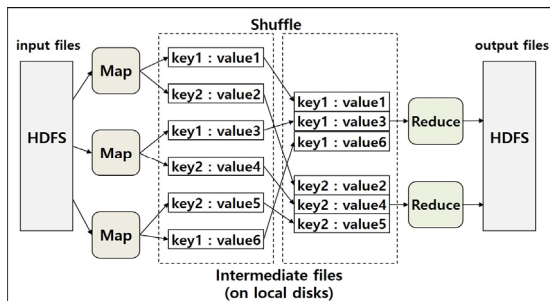 Shuffle
input files
output files
HDFS
Map
Map
Map
key1 : value1
key2 : value2
key1 : value3
key2 : value4
key2 : value5
key1 : value6
key1 : value1
key1 : value3
key1 : value6
key2 : value2
key2 : value4
key2 : value5
Reduce
Reduce
HDFS
Intermediate files
(on local disks)